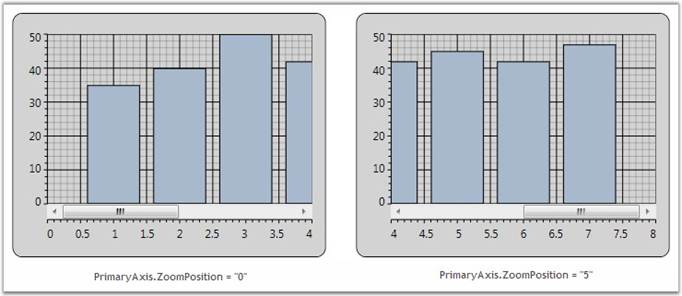 50 40 30 20 10 0
0 0.5 1 1.5 2 2.5 3 3.5 4
PrimaryAxis.ZoomPosition = "0"
50 40 30 20 10 0
4 4.5 5 5.5 6 6.5 7 7.5 8
PrimaryAxis.ZoomPosition = "5"